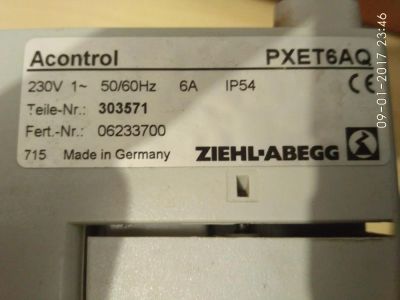 Acontrol PXET6AQ
230V 1~ 50/60Hz 6A IP54 CE
Teile-Nr.: 303571
Fert.-Nr.: 06233700
715 Made in Germany ZIEHL-ABEGG
09-01-2017 23:46